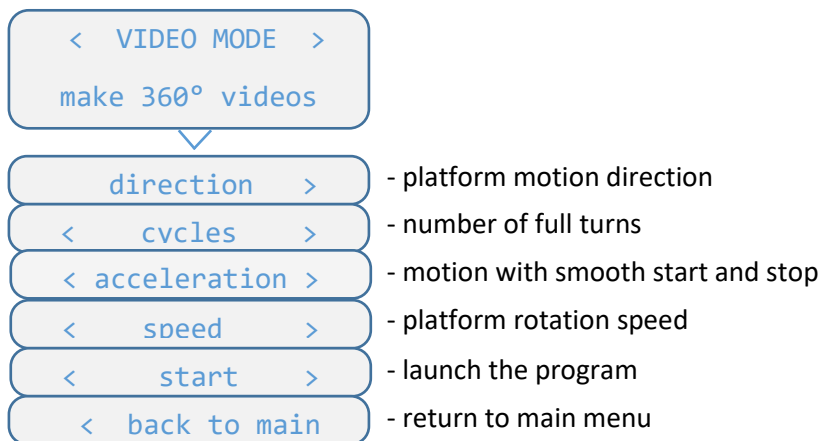 < VIDEO MODE >
make 360° videos
direction > - platform motion direction
< cycles > - number of full turns
< acceleration > - motion with smooth start and stop
< speed > - platform rotation speed
< start > - launch the program
< back to main - return to main menu